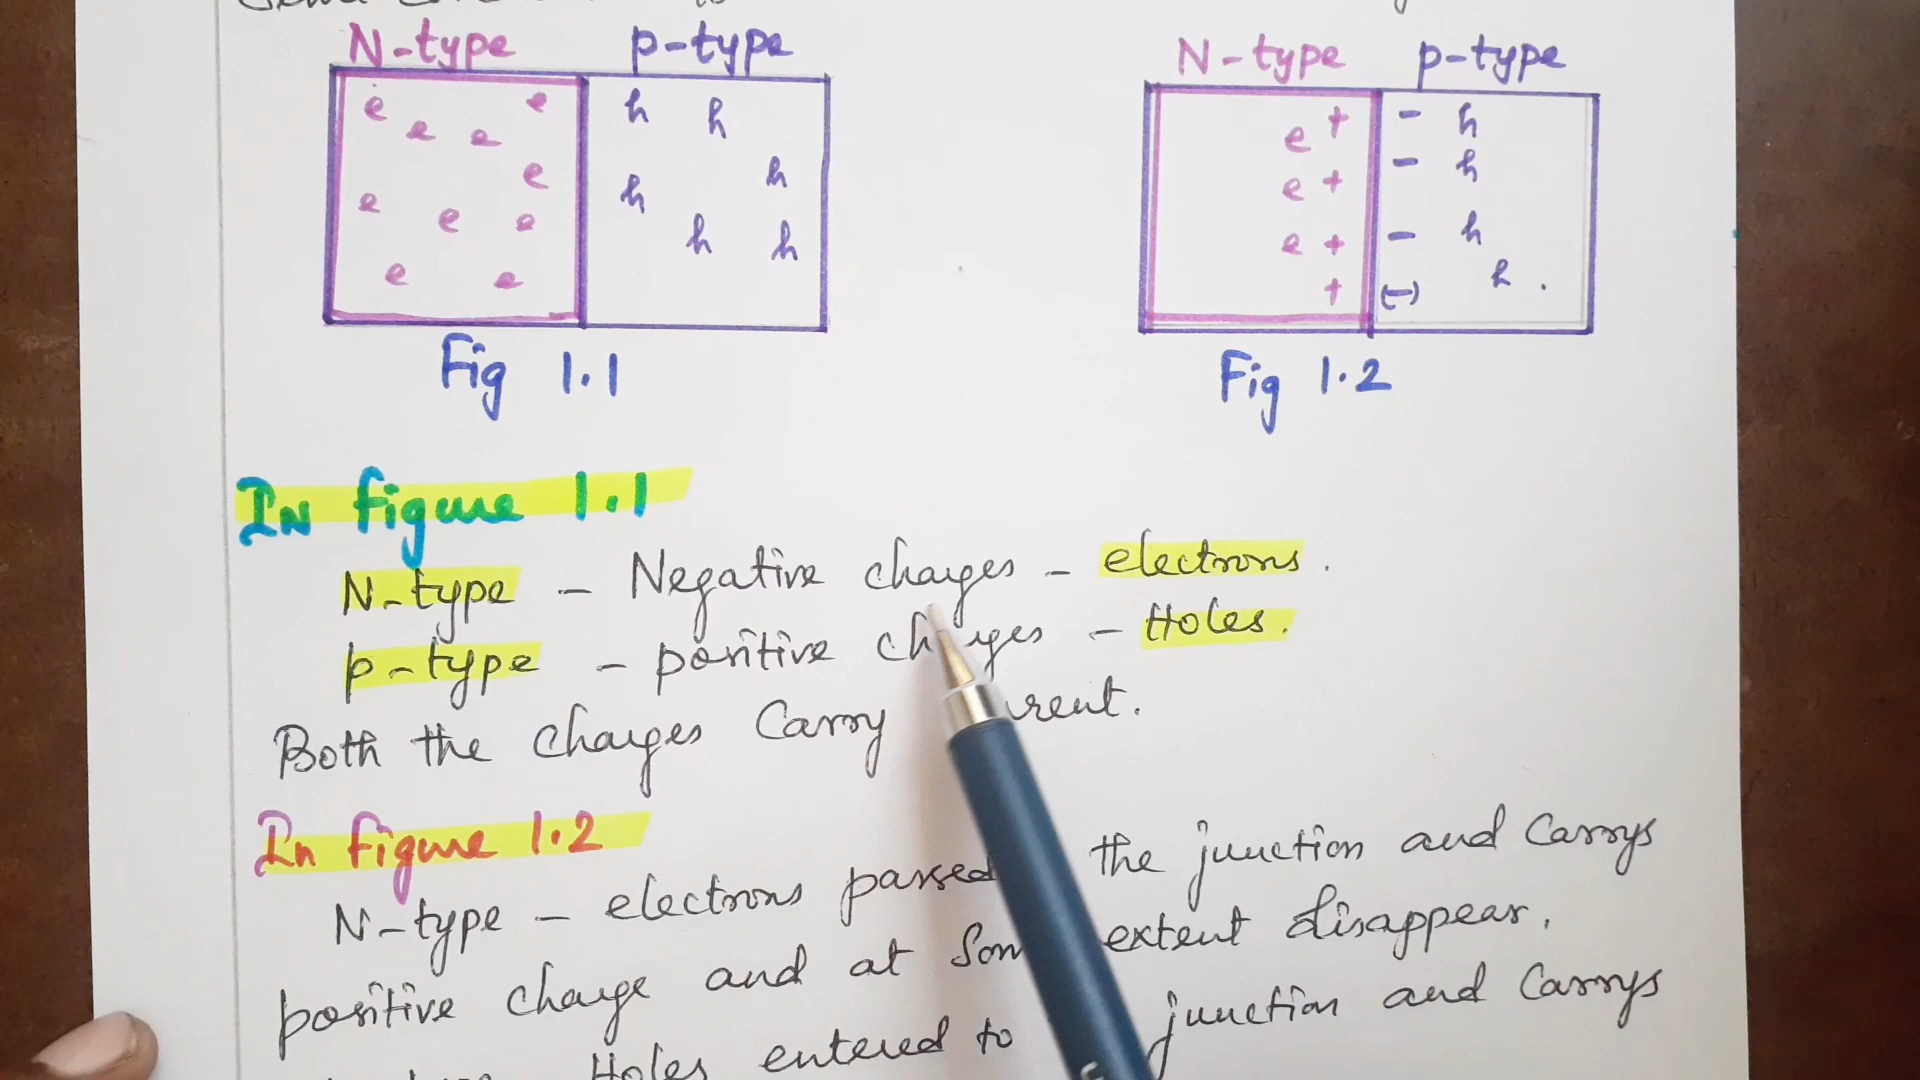 N-type p-type
e e e e e e e e e e
h h h h h h
Fig 1.1
N-type p-type
e + - h
e + - h
e + - h
+ (-) h .
Fig 1.2
In figure 1.1
N-type - Negative charges - electrons.
p-type - positive charges - Holes.
Both the charges Carry
In figure 1.2
N-type - electrons passed the junction and Carrys
positive charge and at extent disappear.
Holes entered to junction and Carrys